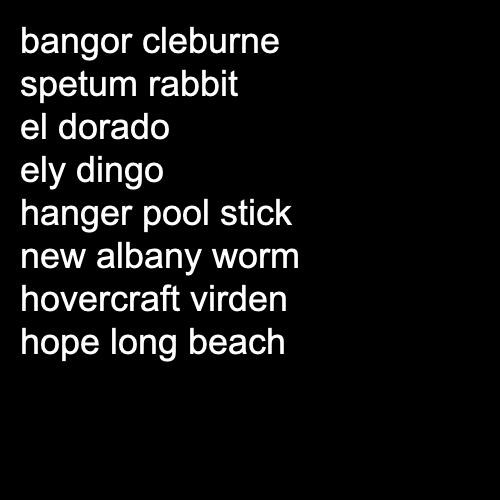 bangor cleburne
spetum rabbit
el dorado
ely dingo
hanger pool stick
new albany worm
hovercraft virden
hope long beach